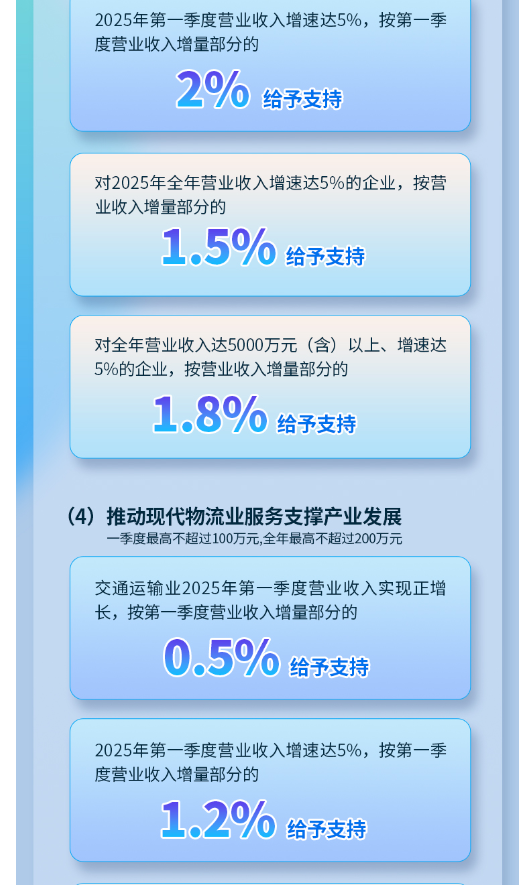 2025年第一季度营业收入增速达5%，按第一季
度营业收入增量部分的
2% 给予支持
对2025年全年营业收入增速达5%的企业，按营
业收入增量部分的
1.5% 给予支持
对全年营业收入达5000万元（含）以上、增速达
5%的企业，按营业收入增量部分的
1.8% 给予支持
（4）推动现代物流业服务支撑产业发展
一季度最高不超过100万元,全年最高不超过200万元
交通运输业2025年第一季度营业收入实现正增
长，按第一季度营业收入增量部分的
0.5% 给予支持
2025年第一季度营业收入增速达5%，按第一季
度营业收入增量部分的
1.2% 给予支持